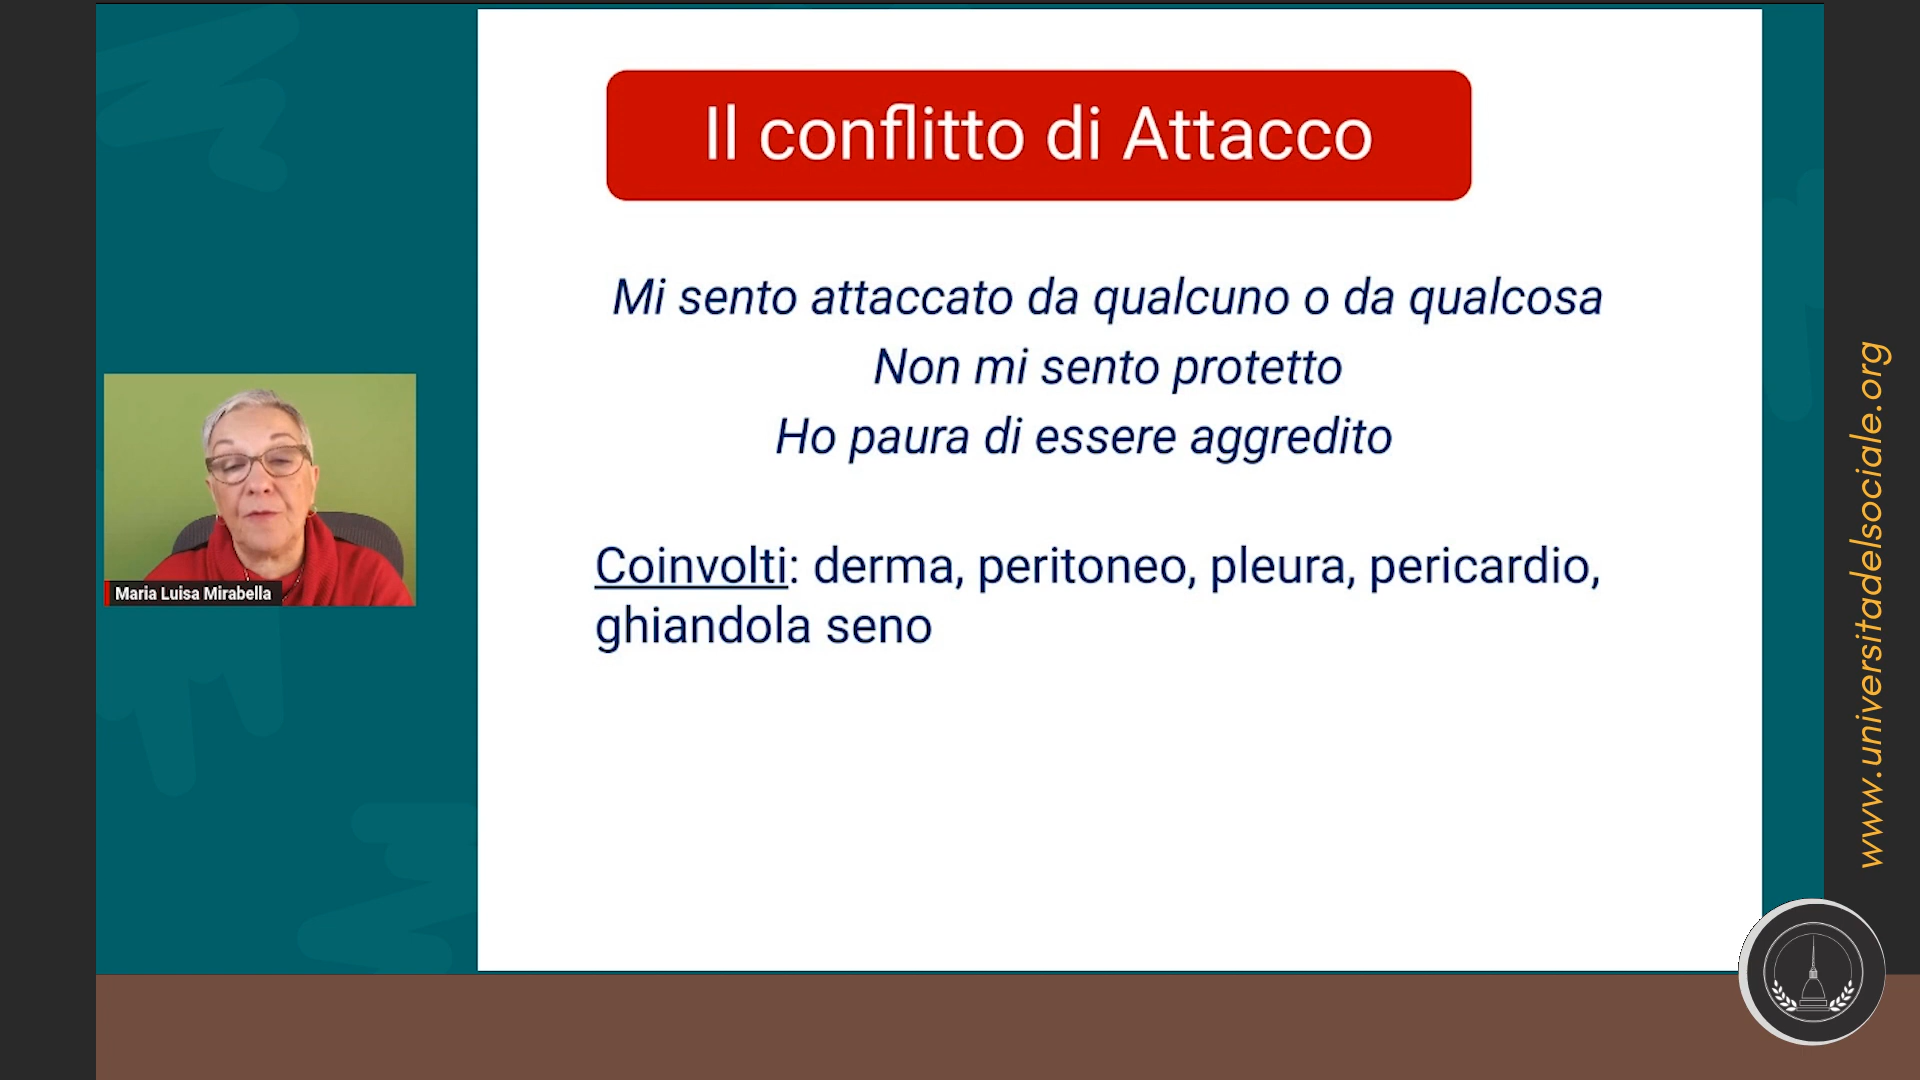 Il conflitto di Attacco
Mi sento attaccato da qualcuno o da qualcosa
Non mi sento protetto
Ho paura di essere aggredito
Coinvolti: derma, peritoneo, pleura, pericardio,
ghiandola seno
Maria Luisa Mirabella
www.universitadelsociale.org